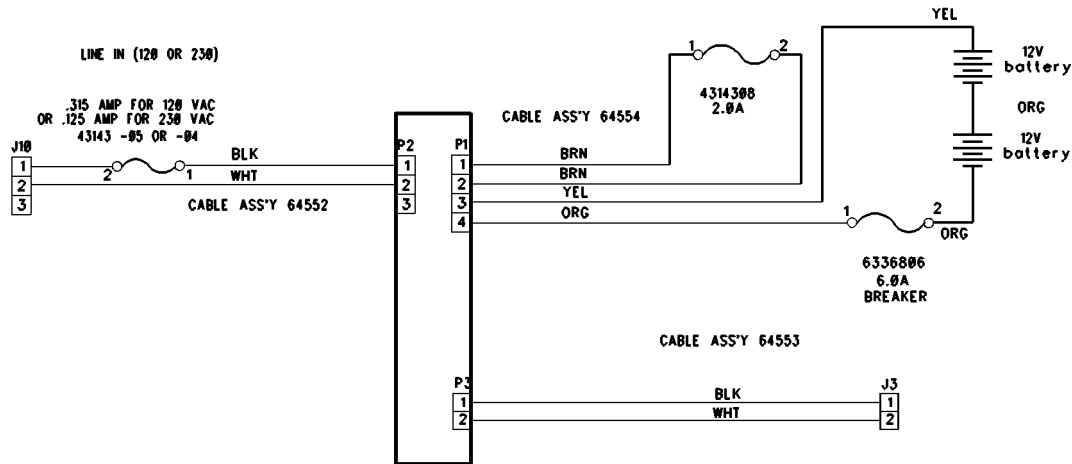 LINE IN (120 OR 230)
.315 AMP FOR 120 VAC
OR .125 AMP FOR 230 VAC
43143 -05 OR -04
J10
1
2
3
2
1
BLK
WHT
CABLE ASS'Y 64552
P2
1
2
3
P1
1
2
3
4
CABLE ASS'Y 64554
BRN
BRN
YEL
ORG
1
2
4314308
2.0A
YEL
12V
battery
ORG
12V
battery
1
2
ORG
6336806
6.0A
BREAKER
CABLE ASS'Y 64553
P3
1
2
BLK
WHT
J3
1
2